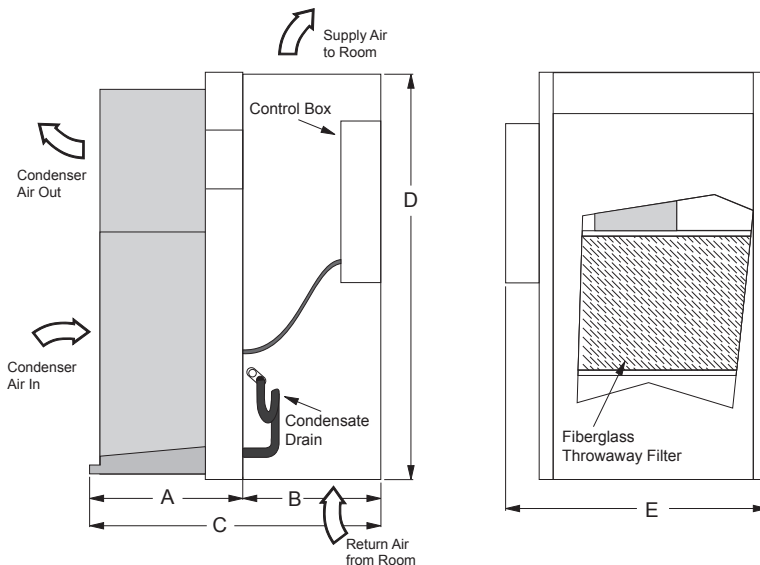 Supply Air
to Room
Control Box
Condenser
Air Out
D
Condenser
Air In
Condensate
Drain
A
B
C
Return Air
from Room
Fiberglass
Throwaway Filter
E